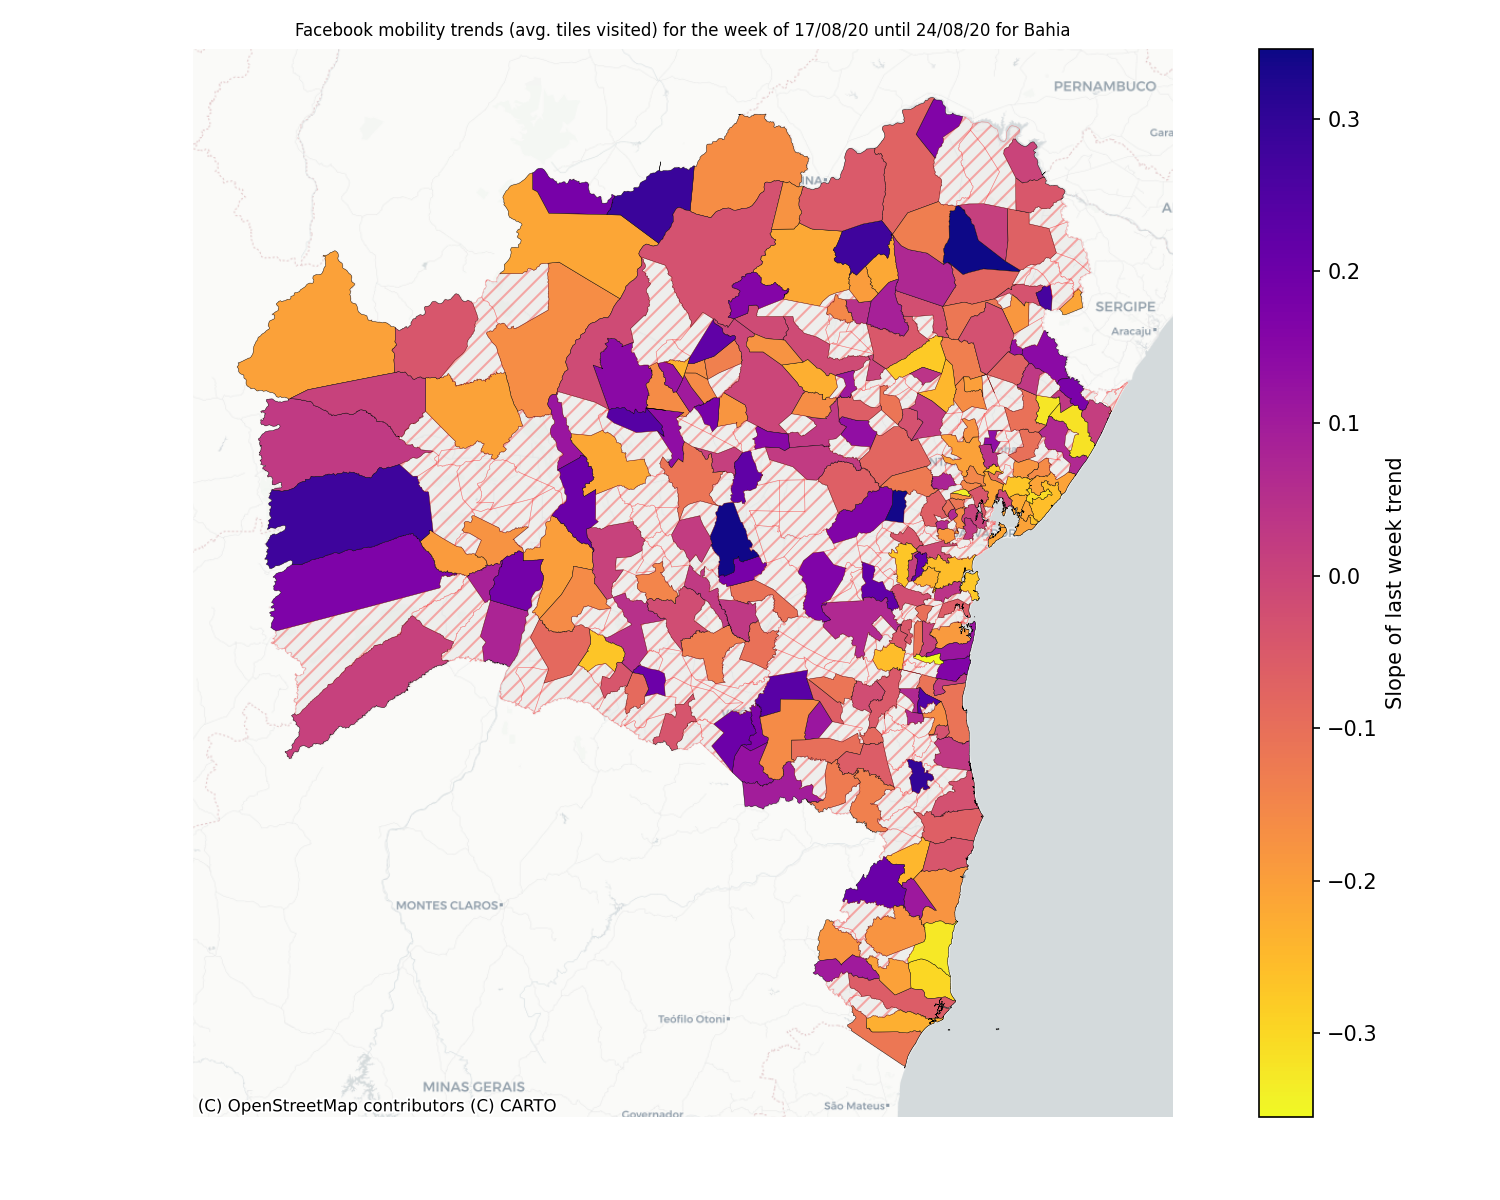 Facebook mobility trends (avg. tiles visited) for the week of 17/08/20 until 24/08/20 for Bahia
PERNAMBUCO
Gara
INA
A
SERGIPE
Aracaju
MONTES CLAROS
Teófilo Otoni
MINAS GERAIS
São Mateus
Governador
(C) OpenStreetMap contributors (C) CARTO
0.3
0.2
0.1
0.0
−0.1
−0.2
−0.3
Slope of last week trend